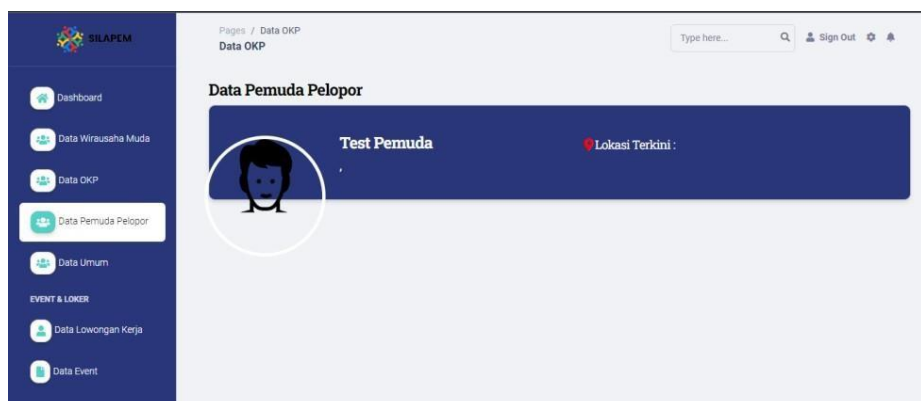 SILAPEM
Dashboard
Data Wirausaha Muda
Data OKP
Data Pemuda Pelopor
Data Umum
EVENT & LOKER
Data Lowongan Kerja
Data Event
Pages / Data OKP
Data OKP
Type here...
Sign Out
Data Pemuda Pelopor
Test Pemuda
,
Lokasi Terkini :